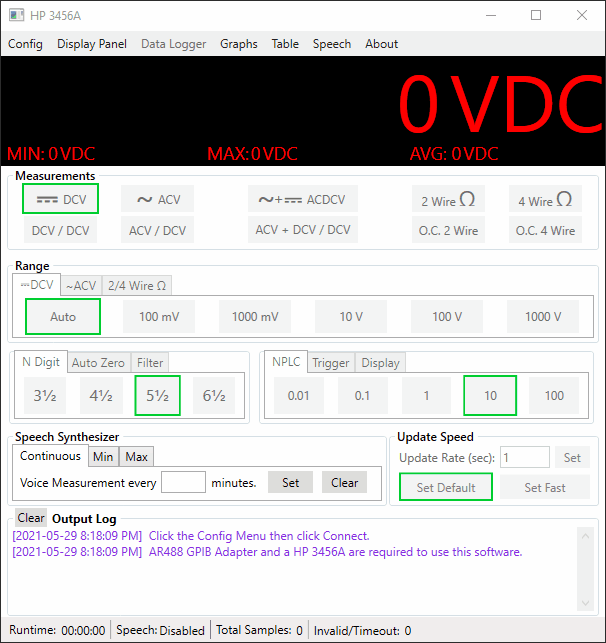 HP 3456A
Config Display Panel Data Logger Graphs Table Speech About
0 VDC
MIN: 0 VDC MAX: 0 VDC AVG: 0 VDC
Measurements
DCV ~ ACV ~+ ACDCV 2 Wire Ω 4 Wire Ω
DCV / DCV ACV / DCV ACV + DCV / DCV O.C. 2 Wire O.C. 4 Wire
Range
DCV ~ACV 2/4 Wire Ω
Auto 100 mV 1000 mV 10 V 100 V 1000 V
N Digit Auto Zero Filter NPLC Trigger Display
3½ 4½ 5½ 6½ 0.01 0.1 1 10 100
Speech Synthesizer Update Speed
Continuous Min Max Update Rate (sec): 1 Set
Voice Measurement every minutes. Set Clear Set Default Set Fast
Clear Output Log
[2021-05-29 8:18:09 PM] Click the Config Menu then click Connect.
[2021-05-29 8:18:09 PM] AR488 GPIB Adapter and a HP 3456A are required to use this software.
Runtime: 00:00:00 Speech: Disabled Total Samples: 0 Invalid/Timeout: 0